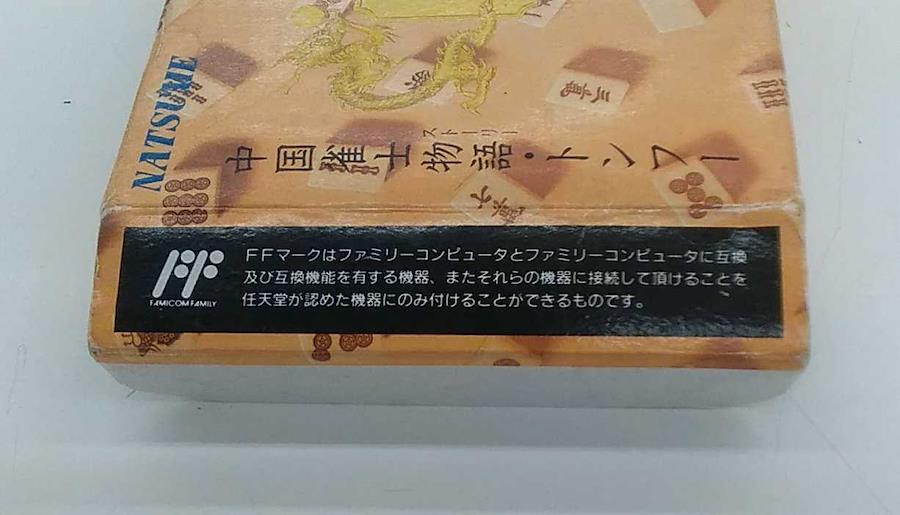 NATSUME
ストーリー
中国雀士物語・トンフー
三萬
FF
FAMICOM FAMILY
FFマークはファミリーコンピュータとファミリーコンピュータに互換
及び互換機能を有する機器、またそれらの機器に接続して頂けることを
任天堂が認めた機器にのみ付けることができるものです。